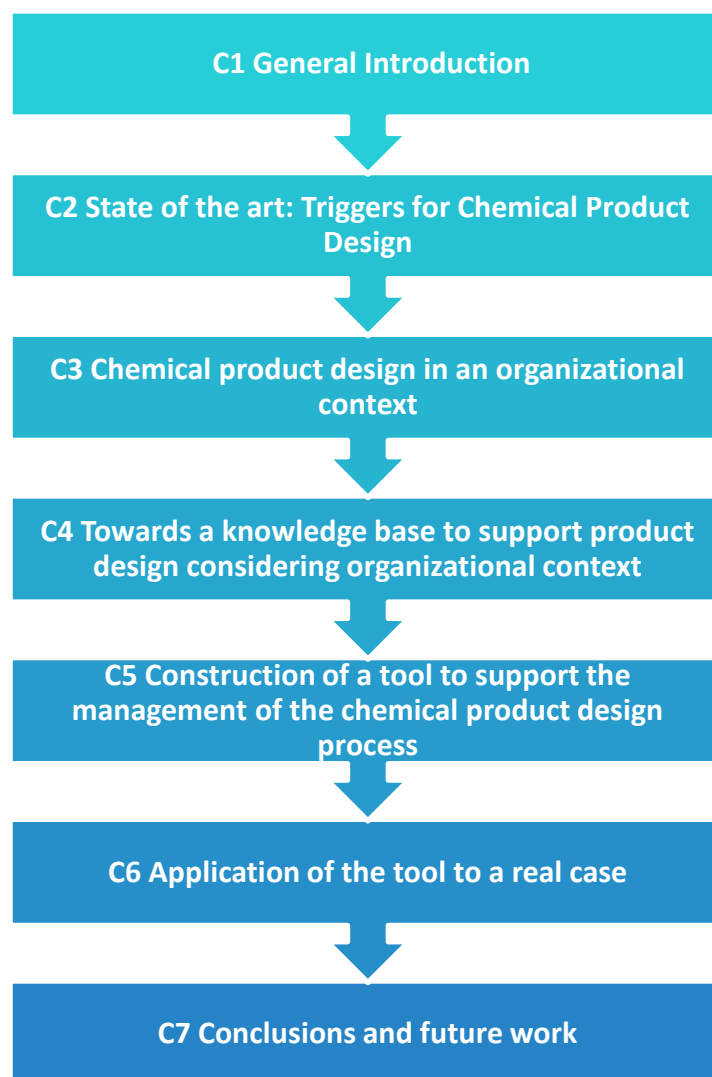 C1 General Introduction
C2 State of the art: Triggers for Chemical Product
Design
C3 Chemical product design in an organizational
context
C4 Towards a knowledge base to support product
design considering organizational context
C5 Construction of a tool to support the
management of the chemical product design
process
C6 Application of the tool to a real case
C7 Conclusions and future work